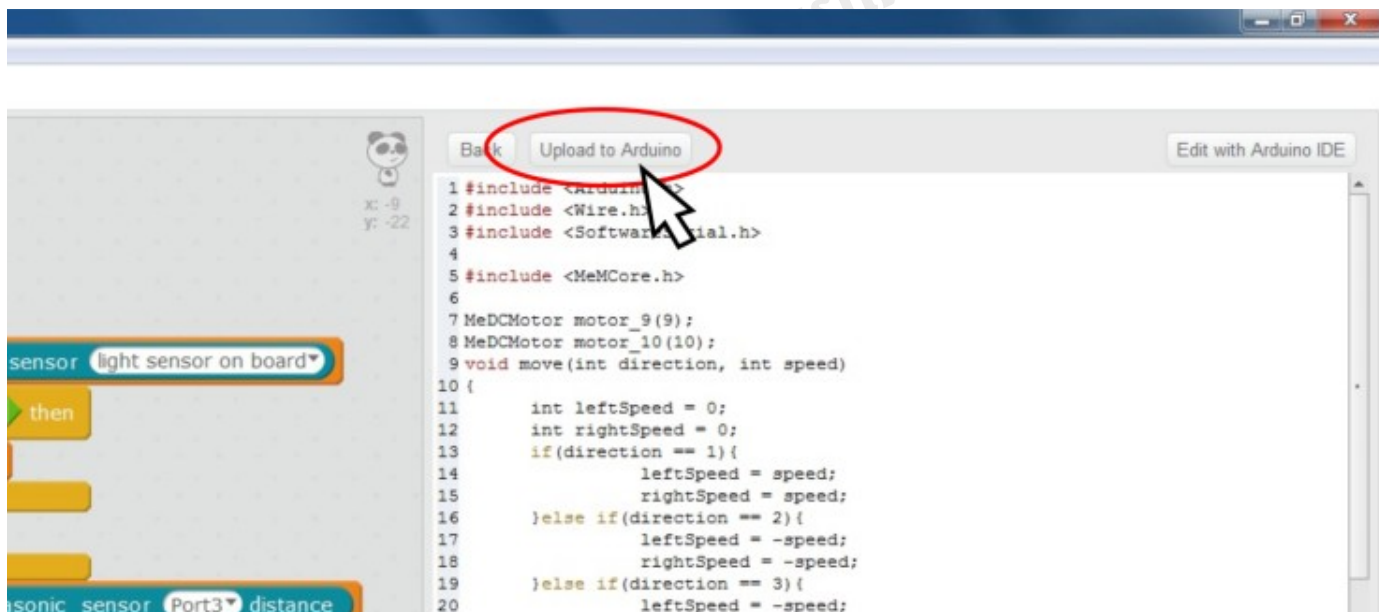 x: -9
y: -22
sensor light sensor on board
then
sonic sensor Port3 distance
Back Upload to Arduino
Edit with Arduino IDE
1 #include
2 #include <Wire.h>
3 #include
4
5 #include <MeMCore.h>
6
7 MeDCMotor motor_9(9);
8 MeDCMotor motor_10(10);
9 void move(int direction, int speed)
10 {
11 int leftSpeed = 0;
12 int rightSpeed = 0;
13 if(direction == 1){
14 leftSpeed = speed;
15 rightSpeed = speed;
16 }else if(direction == 2){
17 leftSpeed = -speed;
18 rightSpeed = -speed;
19 }else if(direction == 3){
20 leftSpeed = -speed;